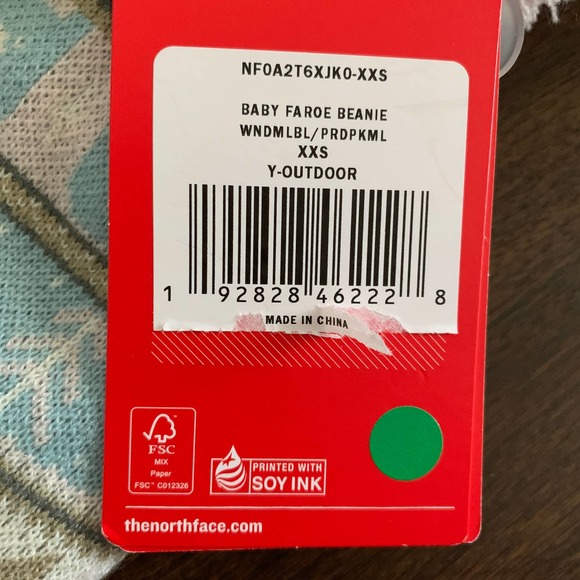 NF0A2T6XJK0-XXS
BABY FAROE BEANIE
WNDMLBL/PRDPKML
XXS
Y-OUTDOOR
1 92828 46222 8
MADE IN CHINA
FSC
MIX
Paper
FSC™ C012326
PRINTED WITH
SOY INK
thenorthface.com